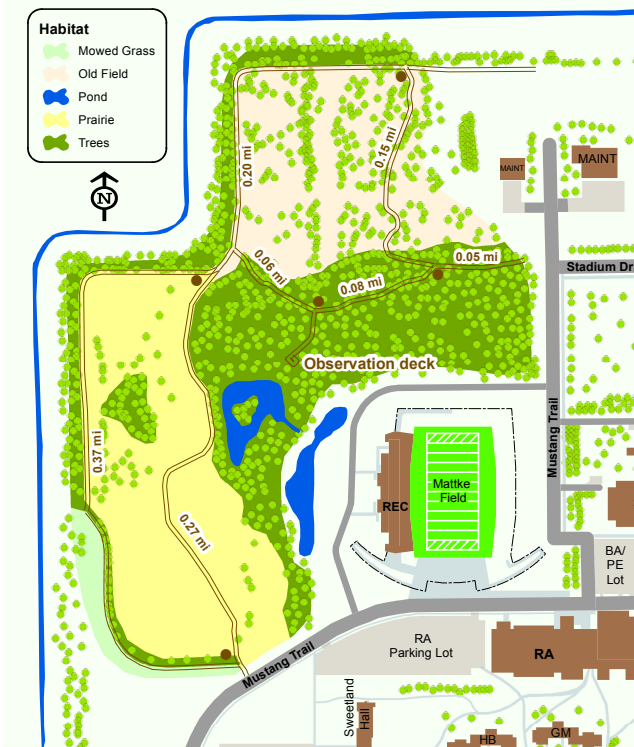 Habitat
Mowed Grass
Old Field
Pond
Prairie
Trees
N
0.20 mi
0.15 mi
MAINT
MAINT
0.06 mi
0.05 mi
Stadium Dr
0.08 mi
Observation deck
Mustang Trail
0.37 mi
0.27 mi
REC
Mattke
Field
BA/
PE
Lot
Mustang Trail
RA
Parking Lot
RA
Sweetland
Hall
HB
GM